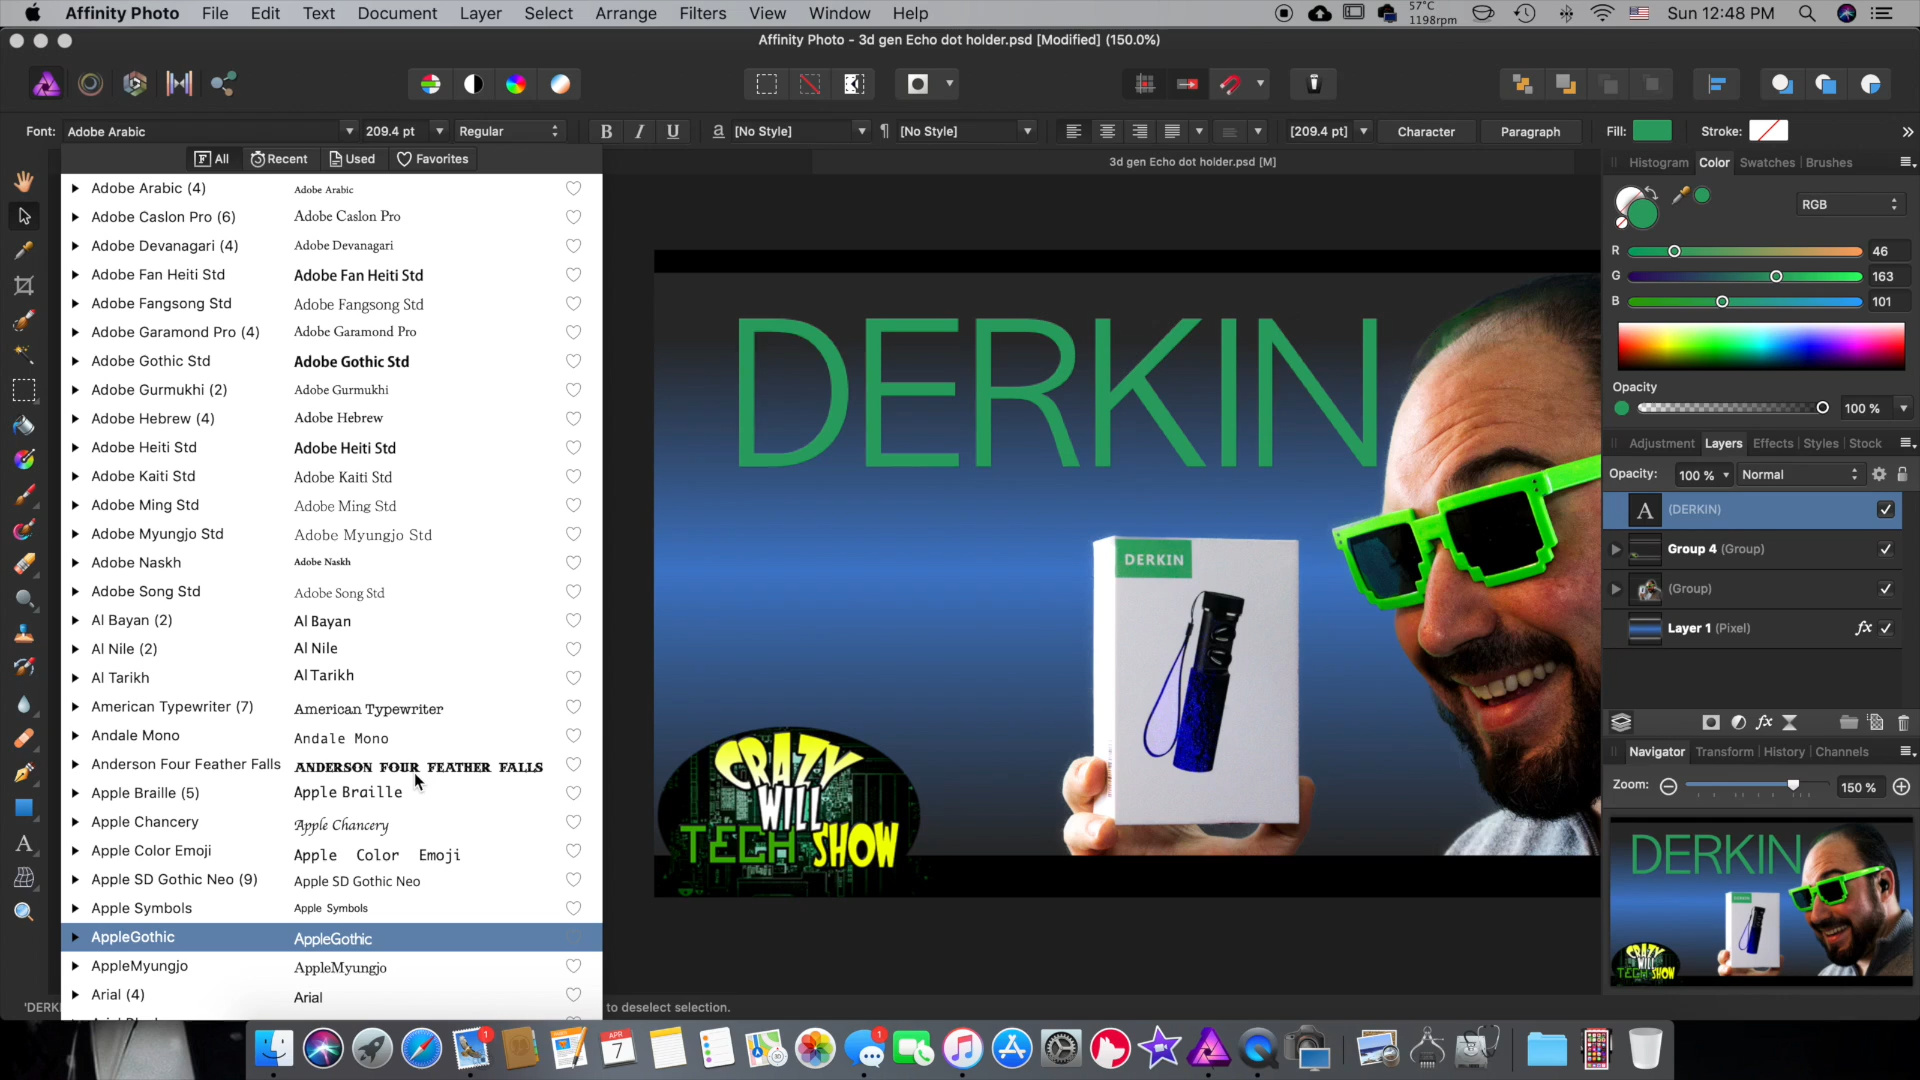 Affinity Photo File Edit Text Document Layer Select Arrange Filters View Window Help 57°C 1198rpm Sun 12:48 PM
Affinity Photo - 3d gen Echo dot holder.psd [Modified] (150.0%)
Font: Adobe Arabic 209.4 pt Regular B I U a [No Style] ¶ [No Style] [209.4 pt] Character Paragraph Fill: Stroke:
All Recent Used Favorites
3d gen Echo dot holder.psd [M]
Histogram Color Swatches Brushes
RGB
R 46
G 163
B 101
Opacity
100 %
Adobe Arabic (4) Adobe Arabic
Adobe Caslon Pro (6) Adobe Caslon Pro
Adobe Devanagari (4) Adobe Devanagari
Adobe Fan Heiti Std Adobe Fan Heiti Std
Adobe Fangsong Std Adobe Fangsong Std
Adobe Garamond Pro (4) Adobe Garamond Pro
Adobe Gothic Std Adobe Gothic Std
Adobe Gurmukhi (2) Adobe Gurmukhi
Adobe Hebrew (4) Adobe Hebrew
Adobe Heiti Std Adobe Heiti Std
Adobe Kaiti Std Adobe Kaiti Std
Adobe Ming Std Adobe Ming Std
Adobe Myungjo Std Adobe Myungjo Std
Adobe Naskh Adobe Naskh
Adobe Song Std Adobe Song Std
Al Bayan (2) Al Bayan
Al Nile (2) Al Nile
Al Tarikh Al Tarikh
American Typewriter (7) American Typewriter
Andale Mono Andale Mono
Anderson Four Feather Falls ANDERSON FOUR FEATHER FALLS
Apple Braille (5) Apple Braille
Apple Chancery Apple Chancery
Apple Color Emoji Apple Color Emoji
Apple SD Gothic Neo (9) Apple SD Gothic Neo
Apple Symbols Apple Symbols
AppleGothic AppleGothic
AppleMyungjo AppleMyungjo
Arial (4) Arial
DERKIN
DERKIN
CRAZY
WILL
TECH SHOW
Adjustment Layers Effects Styles Stock
Opacity: 100 % Normal
A (DERKIN)
Group 4 (Group)
(Group)
Layer 1 (Pixel) fx
fx
Navigator Transform History Channels
Zoom: 150 %
DERKIN
DERKIN
CRAZY
WILL
TECH SHOW
'DERK to deselect selection.
1 APR 7 1